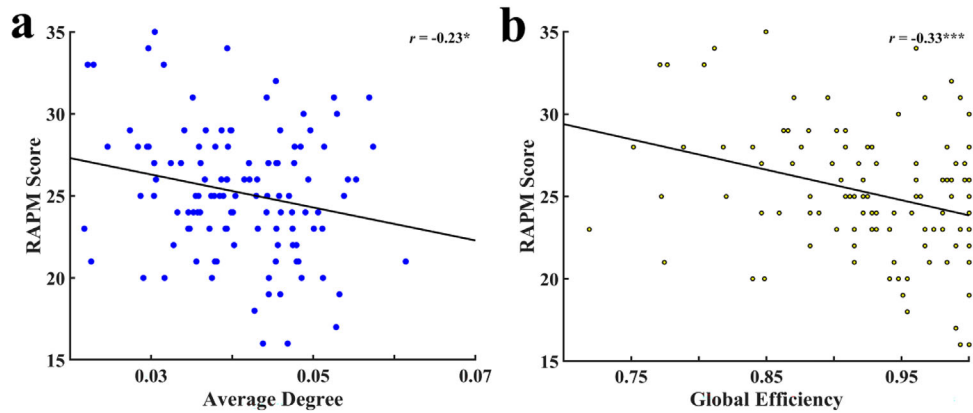 a
r = -0.23*
35
30
25
20
15
RAPM Score
0.03
0.05
0.07
Average Degree
b
r = -0.33***
35
30
25
20
15
RAPM Score
0.75
0.85
0.95
Global Efficiency